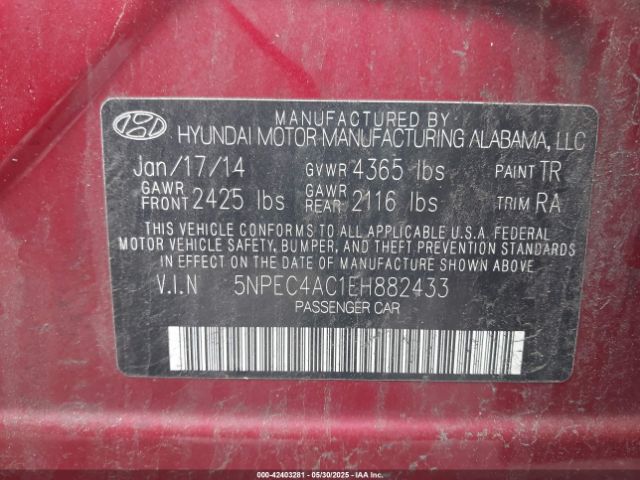 MANUFACTURED BY
HYUNDAI MOTOR MANUFACTURING ALABAMA, LLC
Jan/17/14 GVWR 4365 lbs PAINT TR
GAWR FRONT 2425 lbs GAWR REAR 2116 lbs TRIM RA
THIS VEHICLE CONFORMS TO ALL APPLICABLE U.S.A. FEDERAL
MOTOR VEHICLE SAFETY, BUMPER, AND THEFT PREVENTION STANDARDS
IN EFFECT ON THE DATE OF MANUFACTURE SHOWN ABOVE
V.I.N 5NPEC4AC1EH882433
PASSENGER CAR
000-42403281 - 05/30/2025 - IAA Inc.